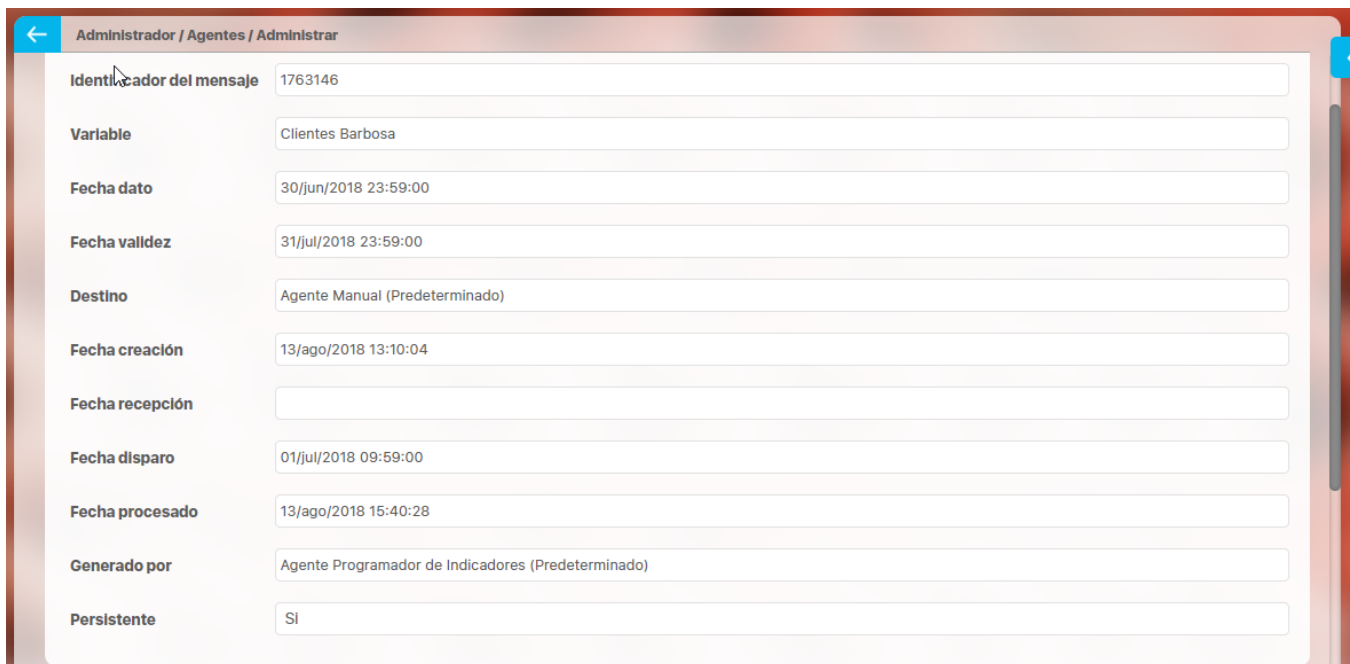 Administrador / Agentes / Administrar
Identificador del mensaje 1763146
Variable Clientes Barbosa
Fecha dato 30/jun/2018 23:59:00
Fecha validez 31/jul/2018 23:59:00
Destino Agente Manual (Predeterminado)
Fecha creación 13/ago/2018 13:10:04
Fecha recepción
Fecha disparo 01/jul/2018 09:59:00
Fecha procesado 13/ago/2018 15:40:28
Generado por Agente Programador de Indicadores (Predeterminado)
Persistente Si